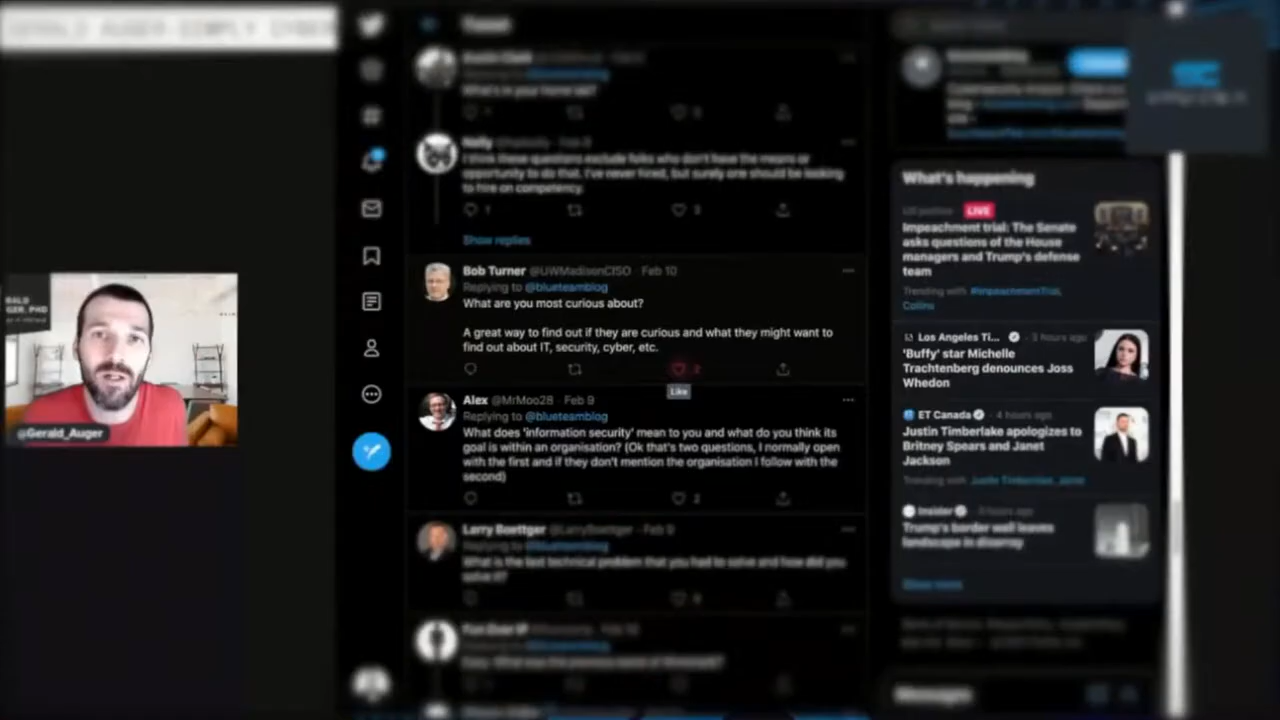 GERALD AUGER SIMPLY CYBER
Tweet
What's in your home lab?
Nelly
I think these questions exclude folks who don't have the means or
opportunity to do that. I've never hired, but surely one should be looking
to hire on competency.
1
3
Show replies
Bob Turner @UWMadisonCISO · Feb 10
Replying to @blueteamblog
What are you most curious about?
A great way to find out if they are curious and what they might want to
find out about IT, security, cyber, etc.
2
Like
Alex @MrMoo28 · Feb 9
Replying to @blueteamblog
What does 'information security' mean to you and what do you think its
goal is within an organisation? (Ok that's two questions, I normally open
with the first and if they don't mention the organisation I follow with the
second)
2
Larry Boettger @LarryBoettger · Feb 9
Replying to @blueteamblog
What is the last technical problem that you had to solve and how did you
solve it?
Replying to @blueteamblog
@Gerald_Auger
What's happening
US politics LIVE
Impeachment trial: The Senate
asks questions of the House
managers and Trump's defense
team
Trending with #ImpeachmentTrial,
Collins
Los Angeles Ti... · 3 hours ago
'Buffy' star Michelle
Trachtenberg denounces Joss
Whedon
ET Canada · 4 hours ago
Justin Timberlake apologizes to
Britney Spears and Janet
Jackson
Trending with Justin Timberlake, Janet
Insider · 9 hours ago
Trump's border wall leaves
landscape in disarray
Show more
Messages